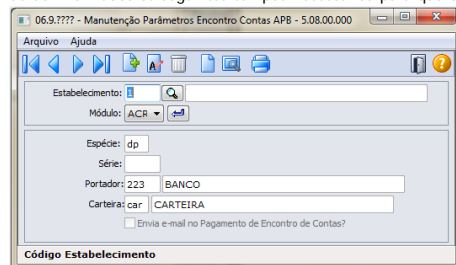 06.9.???? - Manutenção Parâmetros Encontro Contas APB - 5.08.00.000
Arquivo Ajuda
Estabelecimento: 1
Módulo: ACR
Espécie: dp
Série:
Portador: 223 BANCO
Carteira: car CARTEIRA
Envia e-mail no Pagamento de Encontro de Contas?
Código Estabelecimento